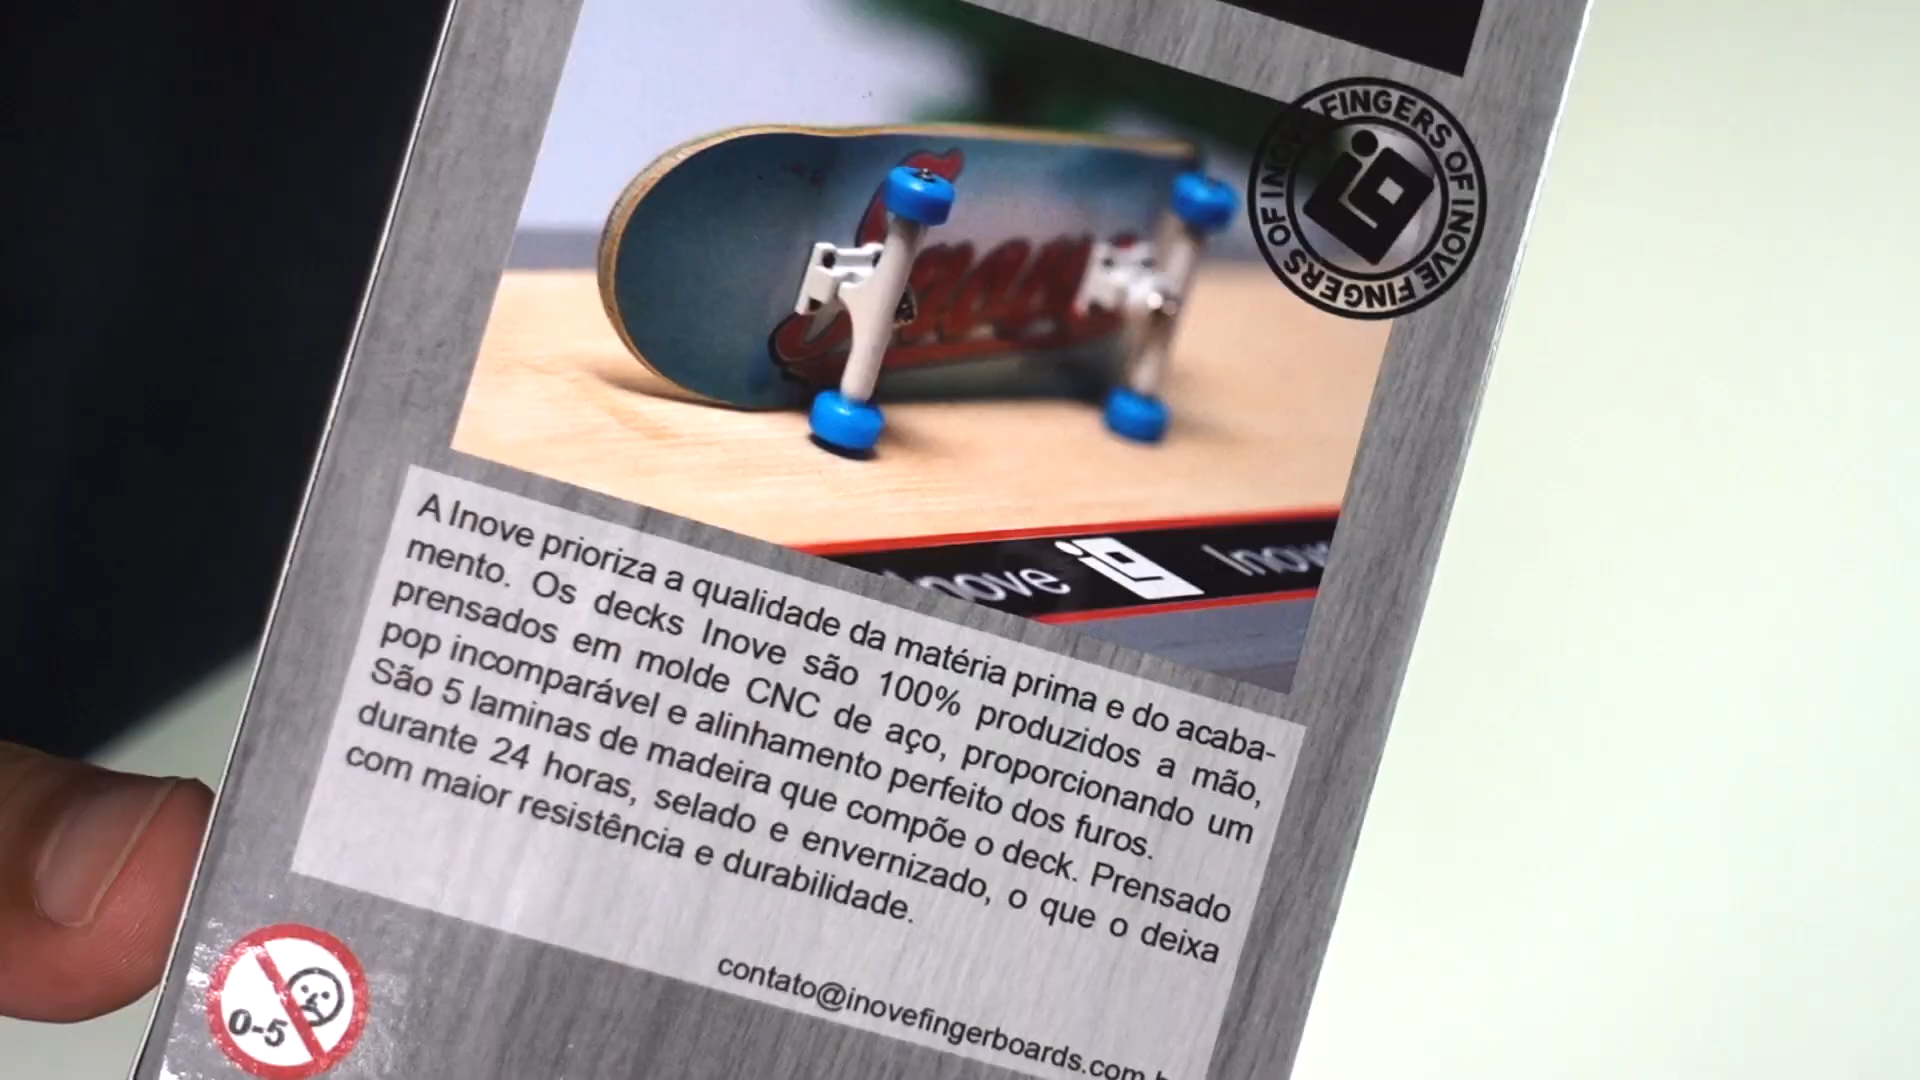 FINGERS OF INOVE FINGERS OF INOVE
Inove
A Inove prioriza a qualidade da matéria prima e do acaba-
mento. Os decks Inove são 100% produzidos a mão,
prensados em molde CNC de aço, proporcionando um
pop incomparável e alinhamento perfeito dos furos.
São 5 laminas de madeira que compõe o deck. Prensado
durante 24 horas, selado e envernizado, o que o deixa
com maior resistência e durabilidade.
contato@inovefingerboards.com
0-5